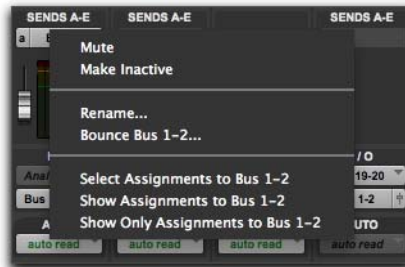 SENDS A-E SENDS A-E SENDS A-E
a
Mute
Make Inactive
Rename...
Bounce Bus 1-2...
Select Assignments to Bus 1-2
Show Assignments to Bus 1-2
Show Only Assignments to Bus 1-2
/ O
19-20
Bus
1-2
UTO
auto read auto read auto read auto read